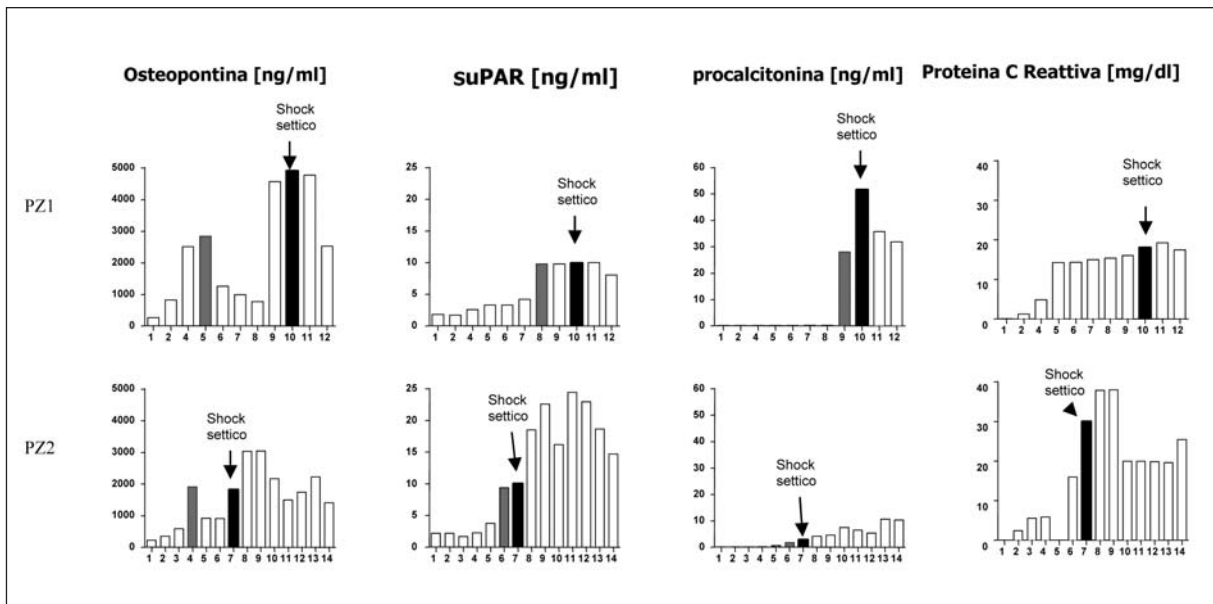 Osteopontina [ng/ml]
suPAR [ng/ml]
procalcitonina [ng/ml]
Proteina C Reattiva [mg/dl]
PZ1
Shock
settico
5000
4000
3000
2000
1000
0
1 2 4 5 6 7 8 9 10 11 12
Shock
settico
25
20
15
10
5
0
1 2 4 5 6 7 8 9 10 11 12
Shock
settico
60
50
40
30
20
10
0
1 2 4 5 6 7 8 9 10 11 12
Shock
settico
40
30
20
10
0
1 2 4 5 6 7 8 9 10 11 12
PZ2
Shock
settico
5000
4000
3000
2000
1000
0
1 2 3 4 5 6 7 8 9 10 11 12 13 14
Shock
settico
25
20
15
10
5
0
1 2 3 4 5 6 7 8 9 10 11 12 13 14
Shock
settico
60
50
40
30
20
10
0
1 2 3 4 5 6 7 8 9 10 11 12 13 14
Shock
settico
40
30
20
10
0
1 2 3 4 5 6 7 8 9 10 11 12 13 14